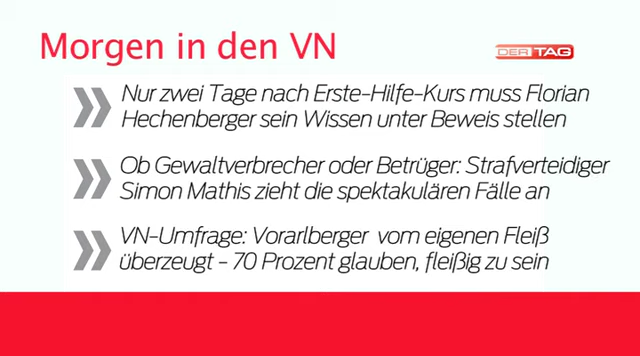 Morgen in den VN
DER TAG
Nur zwei Tage nach Erste-Hilfe-Kurs muss Florian
Hechenberger sein Wissen unter Beweis stellen
Ob Gewaltverbrecher oder Betrüger: Strafverteidiger
Simon Mathis zieht die spektakulären Fälle an
VN-Umfrage: Vorarlberger vom eigenen Fleiß
überzeugt - 70 Prozent glauben, fleißig zu sein